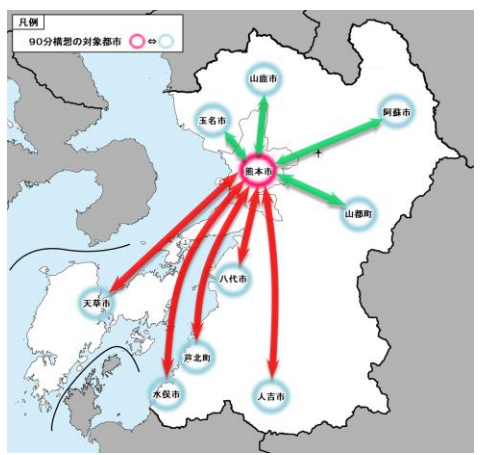 凡例
90分構想の対象都市 ⇔
山鹿市
阿蘇市
玉名市
熊本市
山都町
八代市
天草市
芦北町
水俣市
人吉市